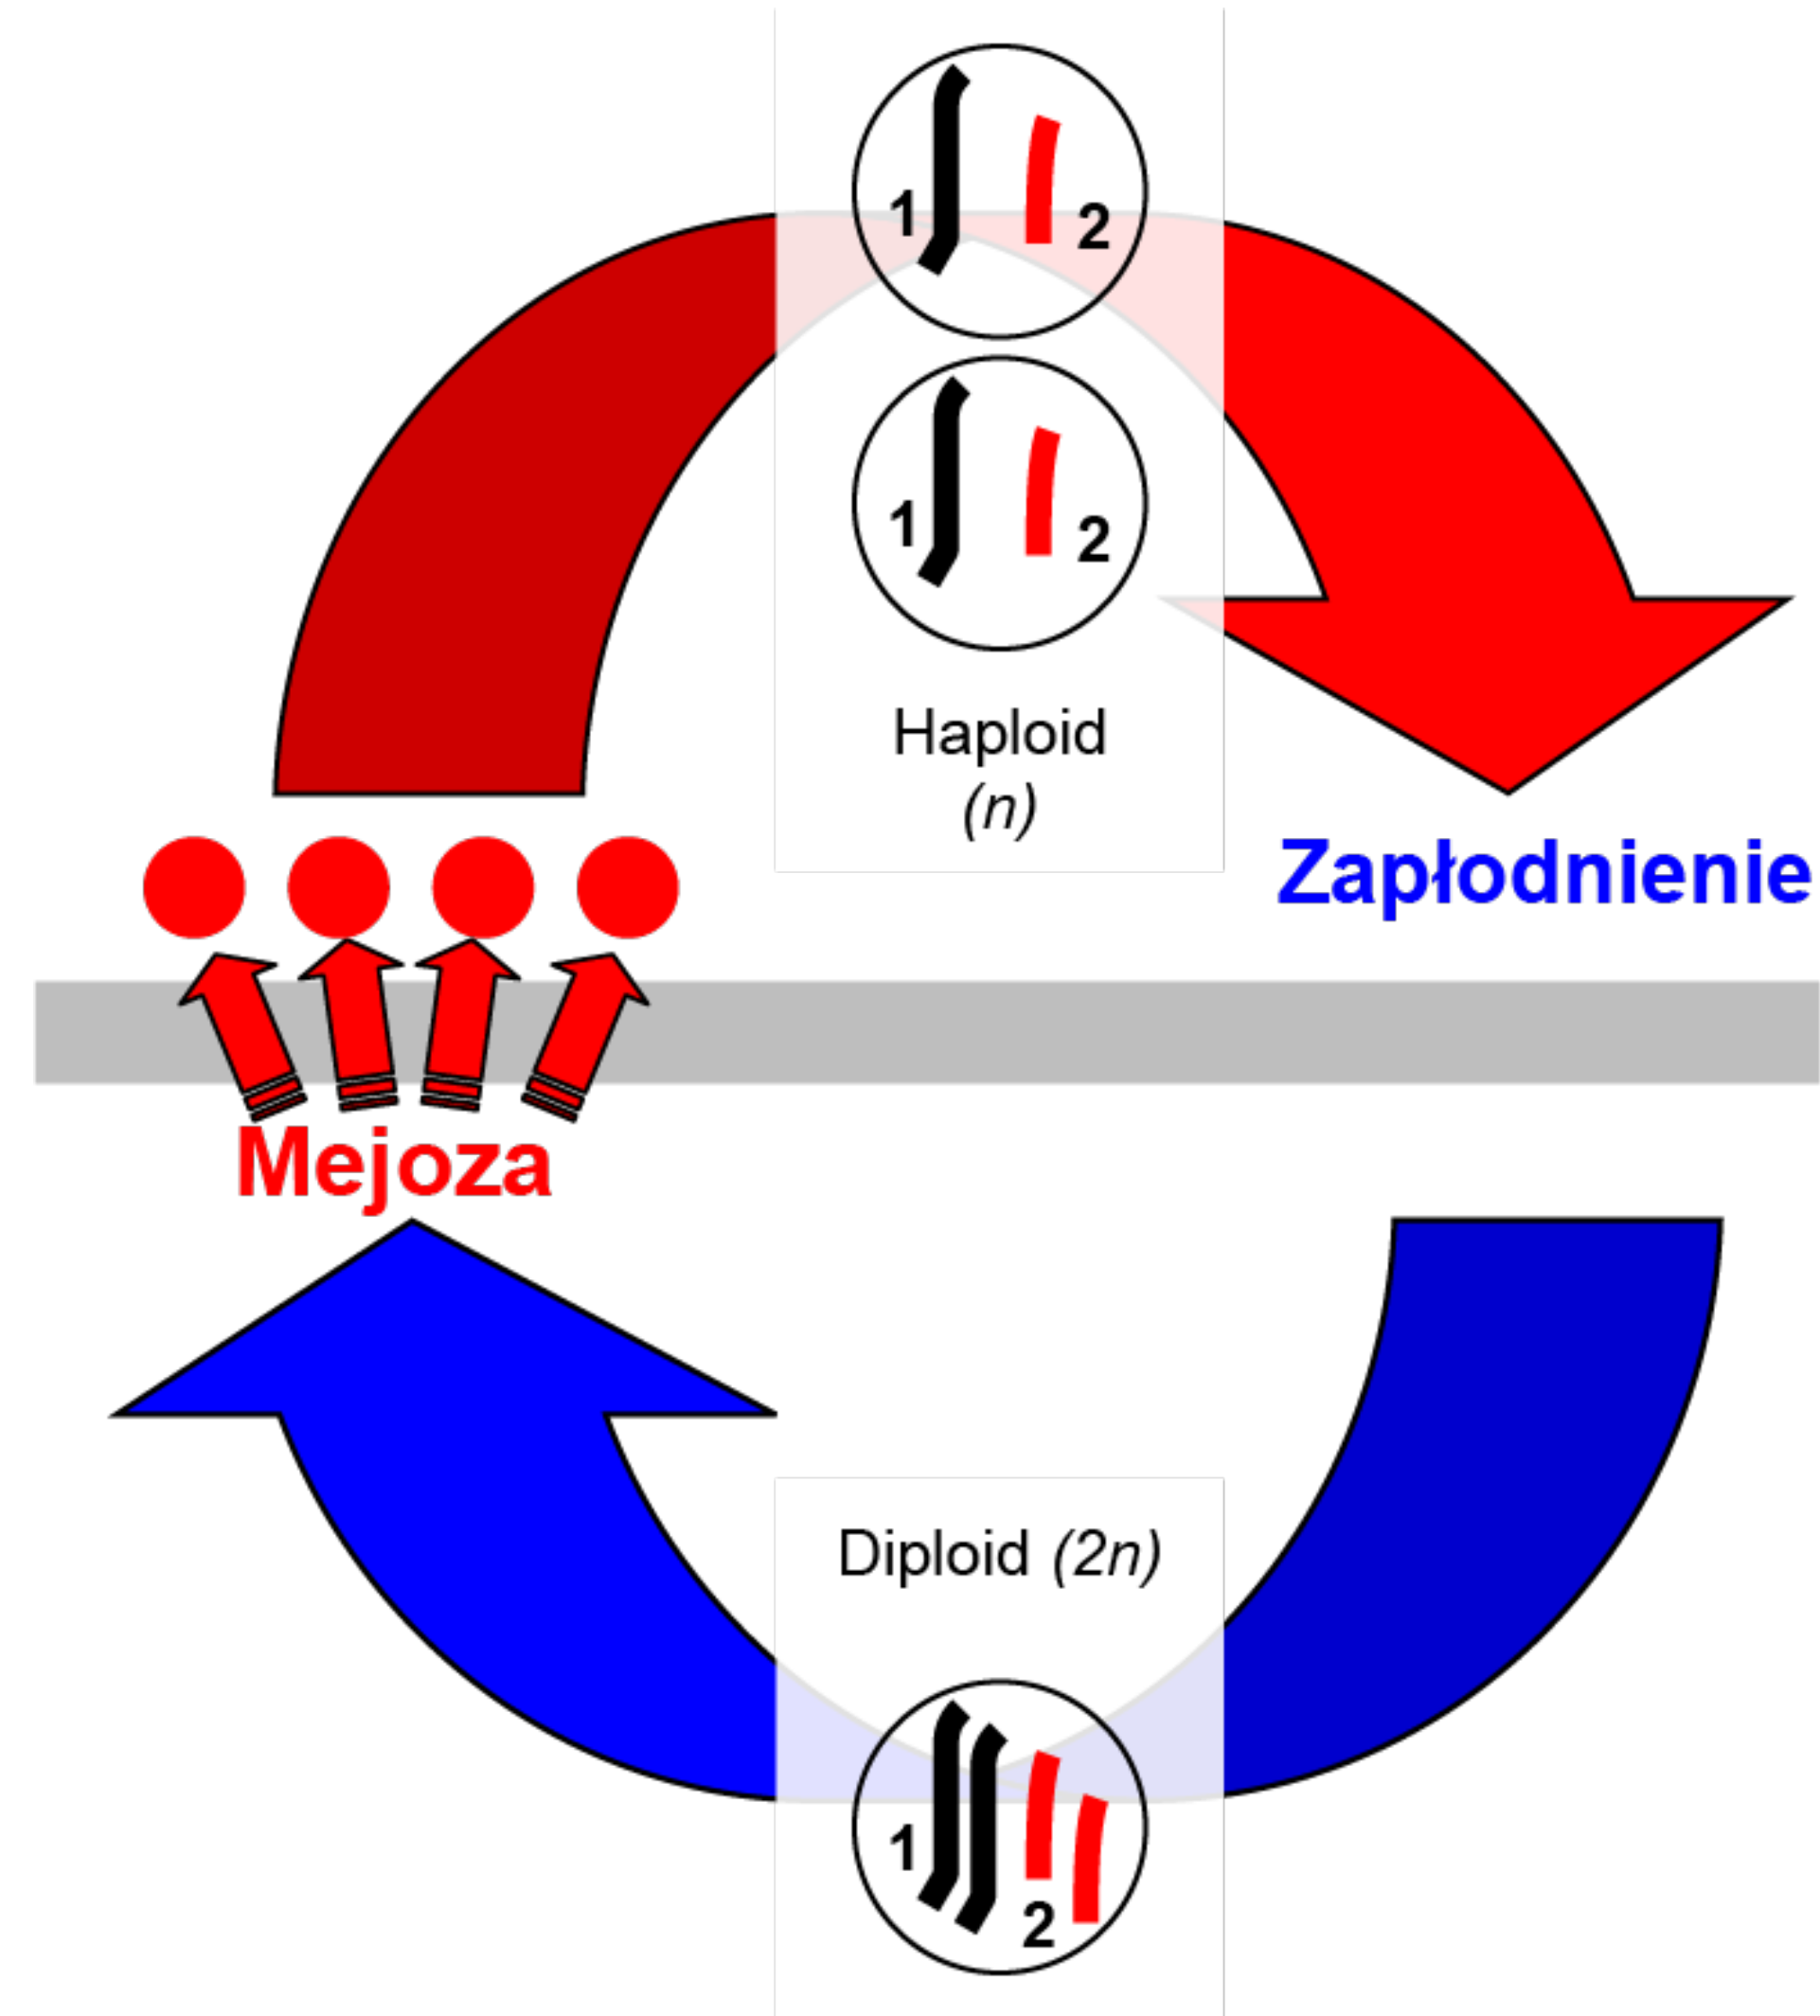 1 2
1 2
Haploid
(n)
Zapłodnienie
Mejoza
Diploid (2n)
1
2